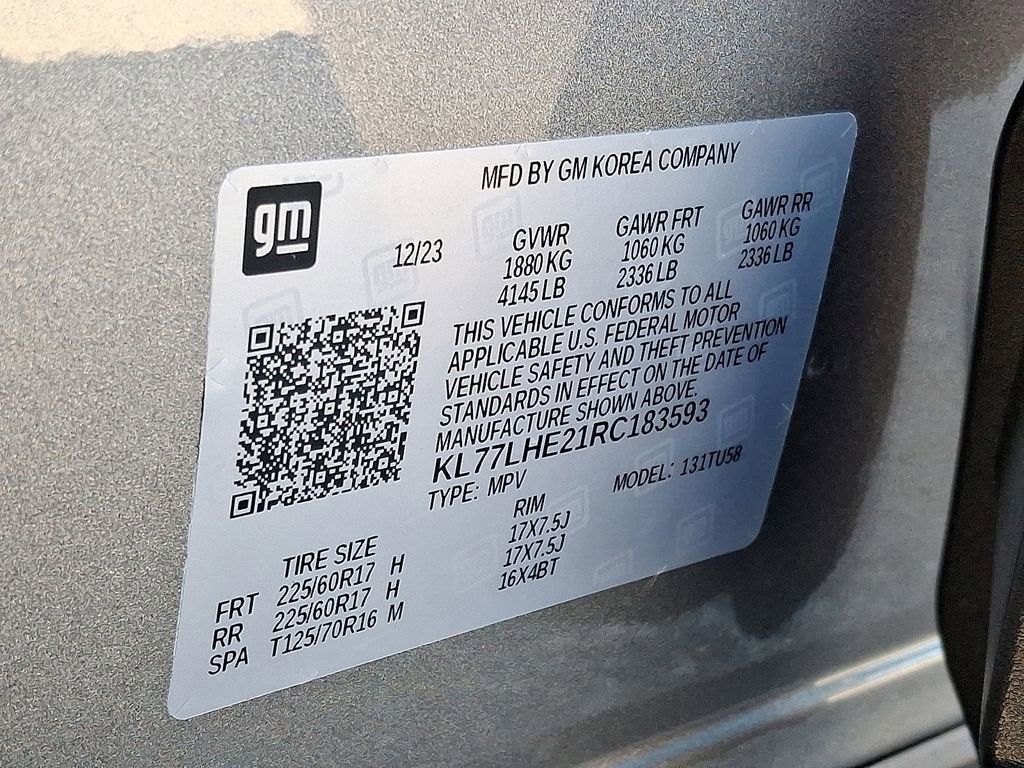 MFD BY GM KOREA COMPANY
gm
12/23
GVWR
1880 KG
4145 LB
GAWR FRT
1060 KG
2336 LB
GAWR RR
1060 KG
2336 LB
THIS VEHICLE CONFORMS TO ALL
APPLICABLE U.S. FEDERAL MOTOR
VEHICLE SAFETY AND THEFT PREVENTION
STANDARDS IN EFFECT ON THE DATE OF
MANUFACTURE SHOWN ABOVE.
KL77LHE21RC183593
TYPE: MPV MODEL: 131TU58
TIRE SIZE RIM
FRT 225/60R17 H 17X7.5J
RR 225/60R17 H 17X7.5J
SPA T125/70R16 M 16X4BT